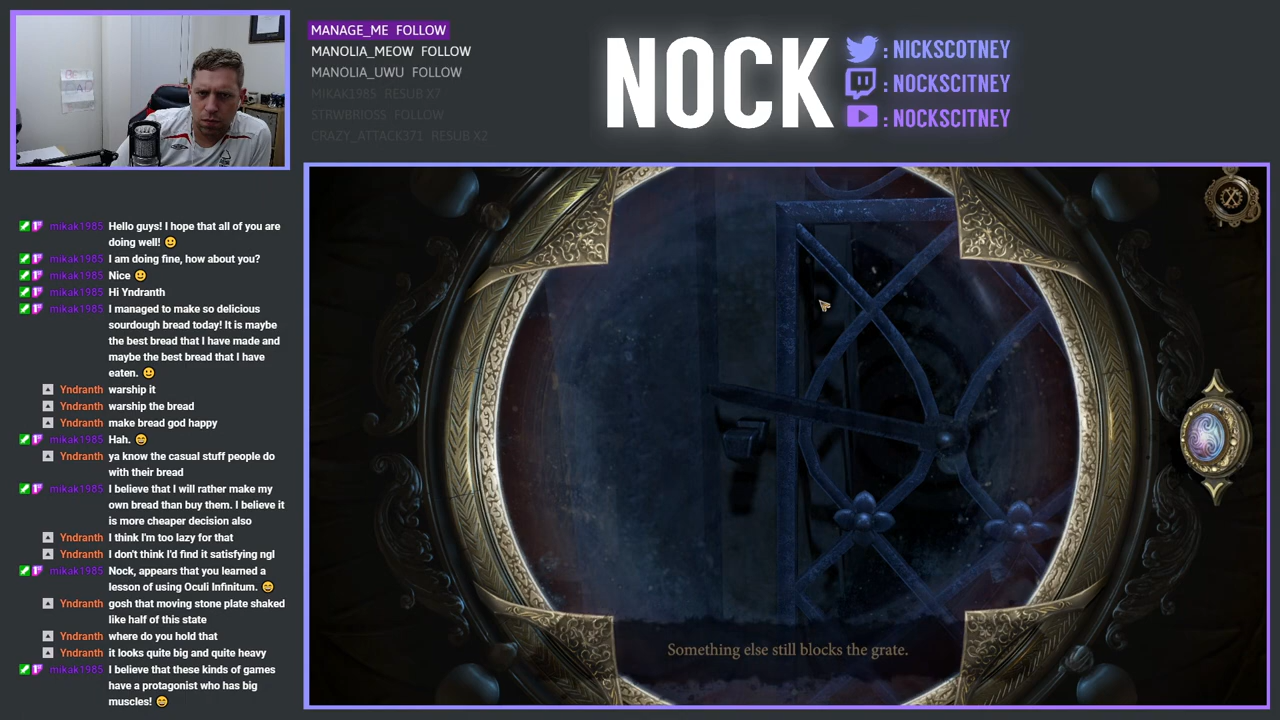 MANAGE_ME FOLLOW
MANOLIA_MEOW FOLLOW
MANOLIA_UWU FOLLOW
MIKAK1985 RESUB X7
STRWBRIOSS FOLLOW
CRAZY_ATTACK371 RESUB X2
NOCK
: NICKSCOTNEY
: NOCKSCITNEY
: NOCKSCITNEY
mikak1985 Hello guys! I hope that all of you are
doing well!
mikak1985 I am doing fine, how about you?
mikak1985 Nice
mikak1985 Hi Yndranth
mikak1985 I managed to make so delicious
sourdough bread today! It is maybe
the best bread that I have made and
maybe the best bread that I have
eaten.
Yndranth warship it
Yndranth warship the bread
Yndranth make bread god happy
mikak1985 Hah.
Yndranth ya know the casual stuff people do
with their bread
mikak1985 I believe that I will rather make my
own bread than buy them. I believe it
is more cheaper decision also
Yndranth I think I'm too lazy for that
Yndranth I don't think I'd find it satisfying ngl
mikak1985 Nock, appears that you learned a
lesson of using Oculi Infinitum.
Yndranth gosh that moving stone plate shaked
like half of this state
Yndranth where do you hold that
Yndranth it looks quite big and quite heavy
mikak1985 I believe that these kinds of games
have a protagonist who has big
muscles!
Something else still blocks the grate.